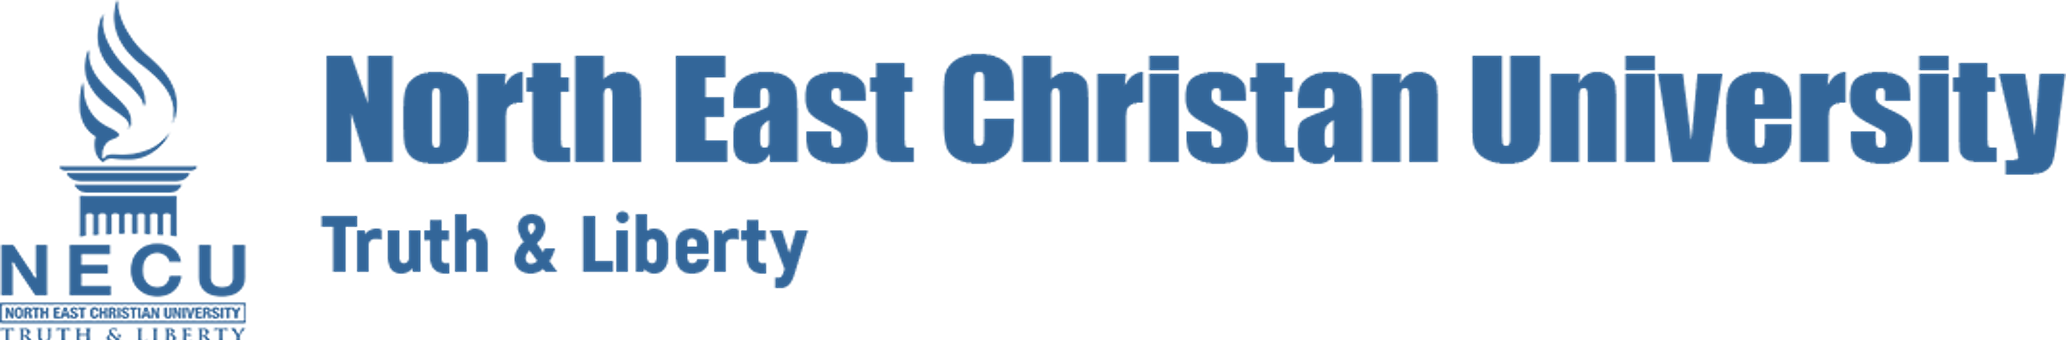 North East Christan University
Truth & Liberty
NECU
NORTH EAST CHRISTIAN UNIVERSITY
TRUTH & LIBERTY